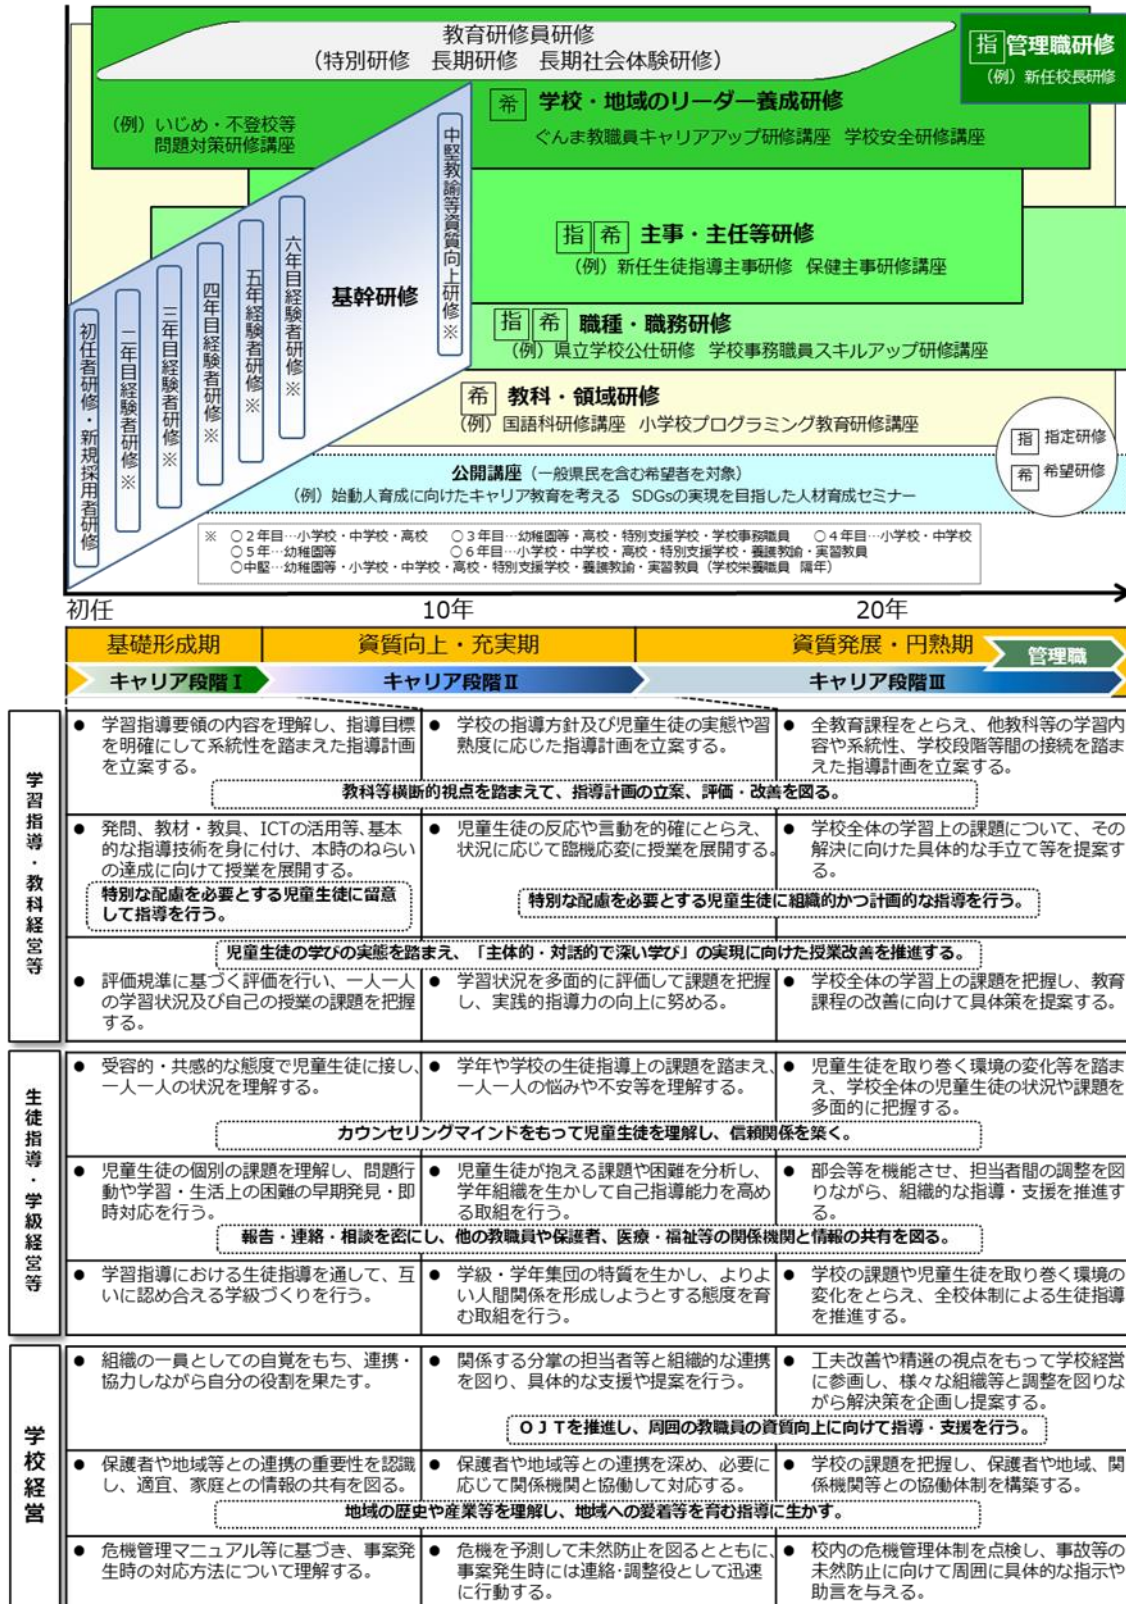 教育研修員研修
（特別研修　長期研修　長期社会体験研修）
指 管理職研修
（例）新任校長研修
希 学校・地域のリーダー養成研修
ぐんま教職員キャリアアップ研修講座　学校安全研修講座
（例）いじめ・不登校等
問題対策研修講座
指 希 主事・主任等研修
（例）新任生徒指導主事研修　保健主事研修講座
指 希 職種・職務研修
（例）県立学校公仕研修　学校事務職員スキルアップ研修講座
希 教科・領域研修
（例）国語科研修講座　小学校プログラミング教育研修講座
初任者研修・新規採用者研修
二年目経験者研修※
三年目経験者研修※
四年目経験者研修※
五年経験者研修※
六年目経験者研修※
基幹研修
中堅教諭等資質向上研修※
指 指定研修
希 希望研修
公開講座（一般県民を含む希望者を対象）
（例）始動人育成に向けたキャリア教育を考える　SDGsの実現を目指した人材育成セミナー
※　○２年目…小学校・中学校・高校　○３年目…幼稚園等・高校・特別支援学校・学校事務職員　○４年目…小学校・中学校
○５年…幼稚園等　○６年目…小学校・中学校・高校・特別支援学校・養護教諭・実習教員
○中堅…幼稚園等・小学校・中学校・高校・特別支援学校・養護教諭・実習教員（学校栄養職員　隔年）
初任　10年　20年
基礎形成期　資質向上・充実期　資質発展・円熟期
管理職
キャリア段階Ⅰ　キャリア段階Ⅱ　キャリア段階Ⅲ
学習指導・教科経営等
● 学習指導要領の内容を理解し、指導目標
を明確にして系統性を踏まえた指導計画
を立案する。
● 学校の指導方針及び児童生徒の実態や習
熟度に応じた指導計画を立案する。
● 全教育課程をとらえ、他教科等の学習内
容や系統性、学校段階等間の接続を踏ま
えた指導計画を立案する。
教科等横断的視点を踏まえて、指導計画の立案、評価・改善を図る。
● 発問、教材・教具、ICTの活用等、基本
的な指導技術を身に付け、本時のねらい
の達成に向けて授業を展開する。
● 児童生徒の反応や言動を的確にとらえ、
状況に応じて臨機応変に授業を展開する。
● 学校全体の学習上の課題について、その
解決に向けた具体的な手立て等を提案す
る。
特別な配慮を必要とする児童生徒に留意
して指導を行う。
特別な配慮を必要とする児童生徒に組織的かつ計画的な指導を行う。
児童生徒の学びの実態を踏まえ、「主体的・対話的で深い学び」の実現に向けた授業改善を推進する。
● 評価規準に基づく評価を行い、一人一人
の学習状況及び自己の授業の課題を把握
する。
● 学習状況を多面的に評価して課題を把握
し、実践的指導力の向上に努める。
● 学校全体の学習上の課題を把握し、教育
課程の改善に向けて具体策を提案する。
生徒指導・学級経営等
● 受容的・共感的な態度で児童生徒に接し、
一人一人の状況を理解する。
● 学年や学校の生徒指導上の課題を踏まえ、
一人一人の悩みや不安等を理解する。
● 児童生徒を取り巻く環境の変化等を踏ま
え、学校全体の児童生徒の状況や課題を
多面的に把握する。
カウンセリングマインドをもって児童生徒を理解し、信頼関係を築く。
● 児童生徒の個別の課題を理解し、問題行
動や学習・生活上の困難の早期発見・即
時対応を行う。
● 児童生徒が抱える課題や困難を分析し、
学年組織を生かして自己指導能力を高め
る取組を行う。
● 部会等を機能させ、担当者間の調整を図
りながら、組織的な指導・支援を推進す
る。
報告・連絡・相談を密にし、他の教職員や保護者、医療・福祉等の関係機関と情報の共有を図る。
● 学習指導における生徒指導を通して、互
いに認め合える学級づくりを行う。
● 学級・学年集団の特質を生かし、よりよ
い人間関係を形成しようとする態度を育
む取組を行う。
● 学校の課題や児童生徒を取り巻く環境の
変化をとらえ、全校体制による生徒指導
を推進する。
学校経営
● 組織の一員としての自覚をもち、連携・
協力しながら自分の役割を果たす。
● 関係する分掌の担当者等と組織的な連携
を図り、具体的な支援や提案を行う。
● 工夫改善や精選の視点をもって学校経営
に参画し、様々な組織等と調整を図りな
がら解決策を企画し提案する。
ＯＪＴを推進し、周囲の教職員の資質向上に向けて指導・支援を行う。
● 保護者や地域等との連携の重要性を認識
し、適宜、家庭との情報の共有を図る。
● 保護者や地域等との連携を深め、必要に
応じて関係機関と協働して対応する。
● 学校の課題を把握し、保護者や地域、関
係機関等との協働体制を構築する。
地域の歴史や産業等を理解し、地域への愛着等を育む指導に生かす。
● 危機管理マニュアル等に基づき、事案発
生時の対応方法について理解する。
● 危機を予測して未然防止を図るとともに、
事案発生時には連絡・調整役として迅速
に行動する。
● 校内の危機管理体制を点検し、事故等の
未然防止に向けて周囲に具体的な指示や
助言を与える。